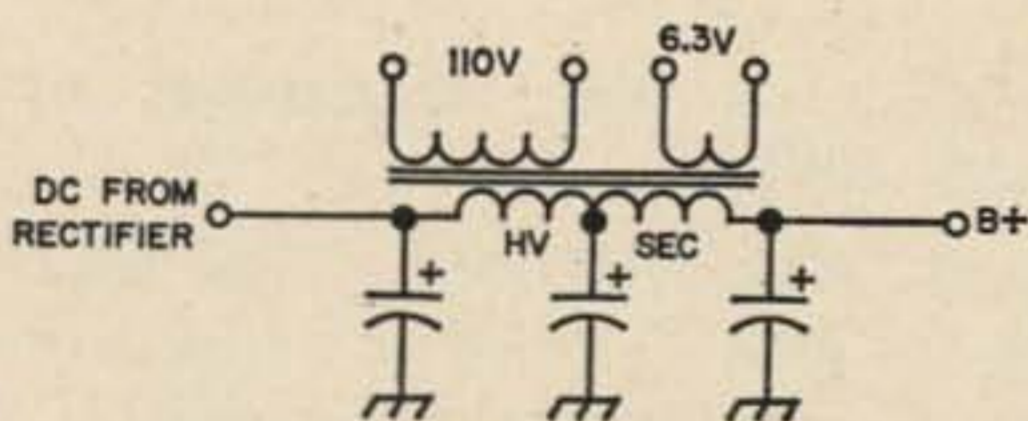 110V
6.3V
DC FROM
RECTIFIER
HV
SEC
B+
+
+
+